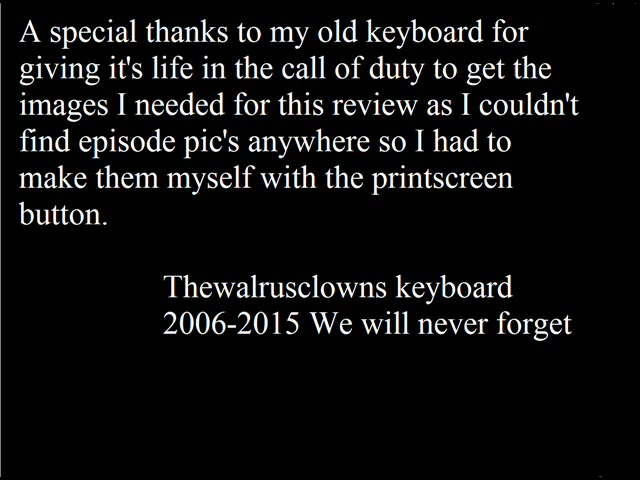 A special thanks to my old keyboard for
giving it's life in the call of duty to get the
images I needed for this review as I couldn't
find episode pic's anywhere so I had to
make them myself with the printscreen
button.
Thewalrusclowns keyboard
2006-2015 We will never forget